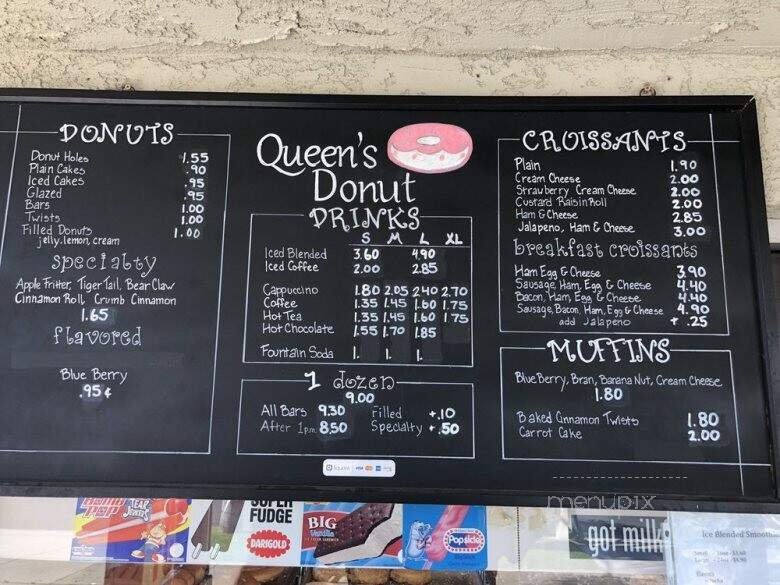 DONUTS
Donut Holes 1.55
Plain Cakes .90
Iced Cakes .95
Glazed .95
Bars 1.00
Twists 1.00
Filled Donuts 1.00
jelly, lemon, cream
specialty
Apple Fritter, Tiger Tail, Bear Claw
Cinnamon Roll Crumb Cinnamon
1.65
flavored
Blue Berry
.95¢
Queen's
Donut
DRINKS
S M L XL
Iced Blended 3.60 4.90
Iced Coffee 2.00 2.85
Cappuccino 1.80 2.05 2.40 2.70
Coffee 1.35 1.45 1.60 1.75
Hot Tea 1.35 1.45 1.60 1.75
Hot Chocolate 1.55 1.70 1.85
Fountain Soda 1. 1. 1.
1 dozen
9.00
All Bars 9.30 Filled +.10
After 1p.m. 8.50 Specialty +.50
Square VISA
CROISSANTS
Plain 1.90
Cream Cheese 2.00
Strawberry Cream Cheese 2.00
Custard Raisin Roll 2.00
Ham & Cheese 2.85
Jalapeno, Ham & Cheese 3.00
breakfast croissants
Ham Egg & Cheese 3.90
Sausage, Ham, Egg & Cheese 4.40
Bacon, Ham, Egg & Cheese 4.40
Sausage, Bacon, Ham, Egg & Cheese 4.90
add Jalapeno + .25
MUFFINS
Blue Berry, Bran, Banana Nut, Cream Cheese
1.80
Baked Cinnamon Twists 1.80
Carrot Cake 2.00
menupix
BOMB POP
TEAR JERKERS
SUPER
FUDGE
DARIGOLD
BIG
Vanilla
Popsicle
got milk
Ice Blended Smooth